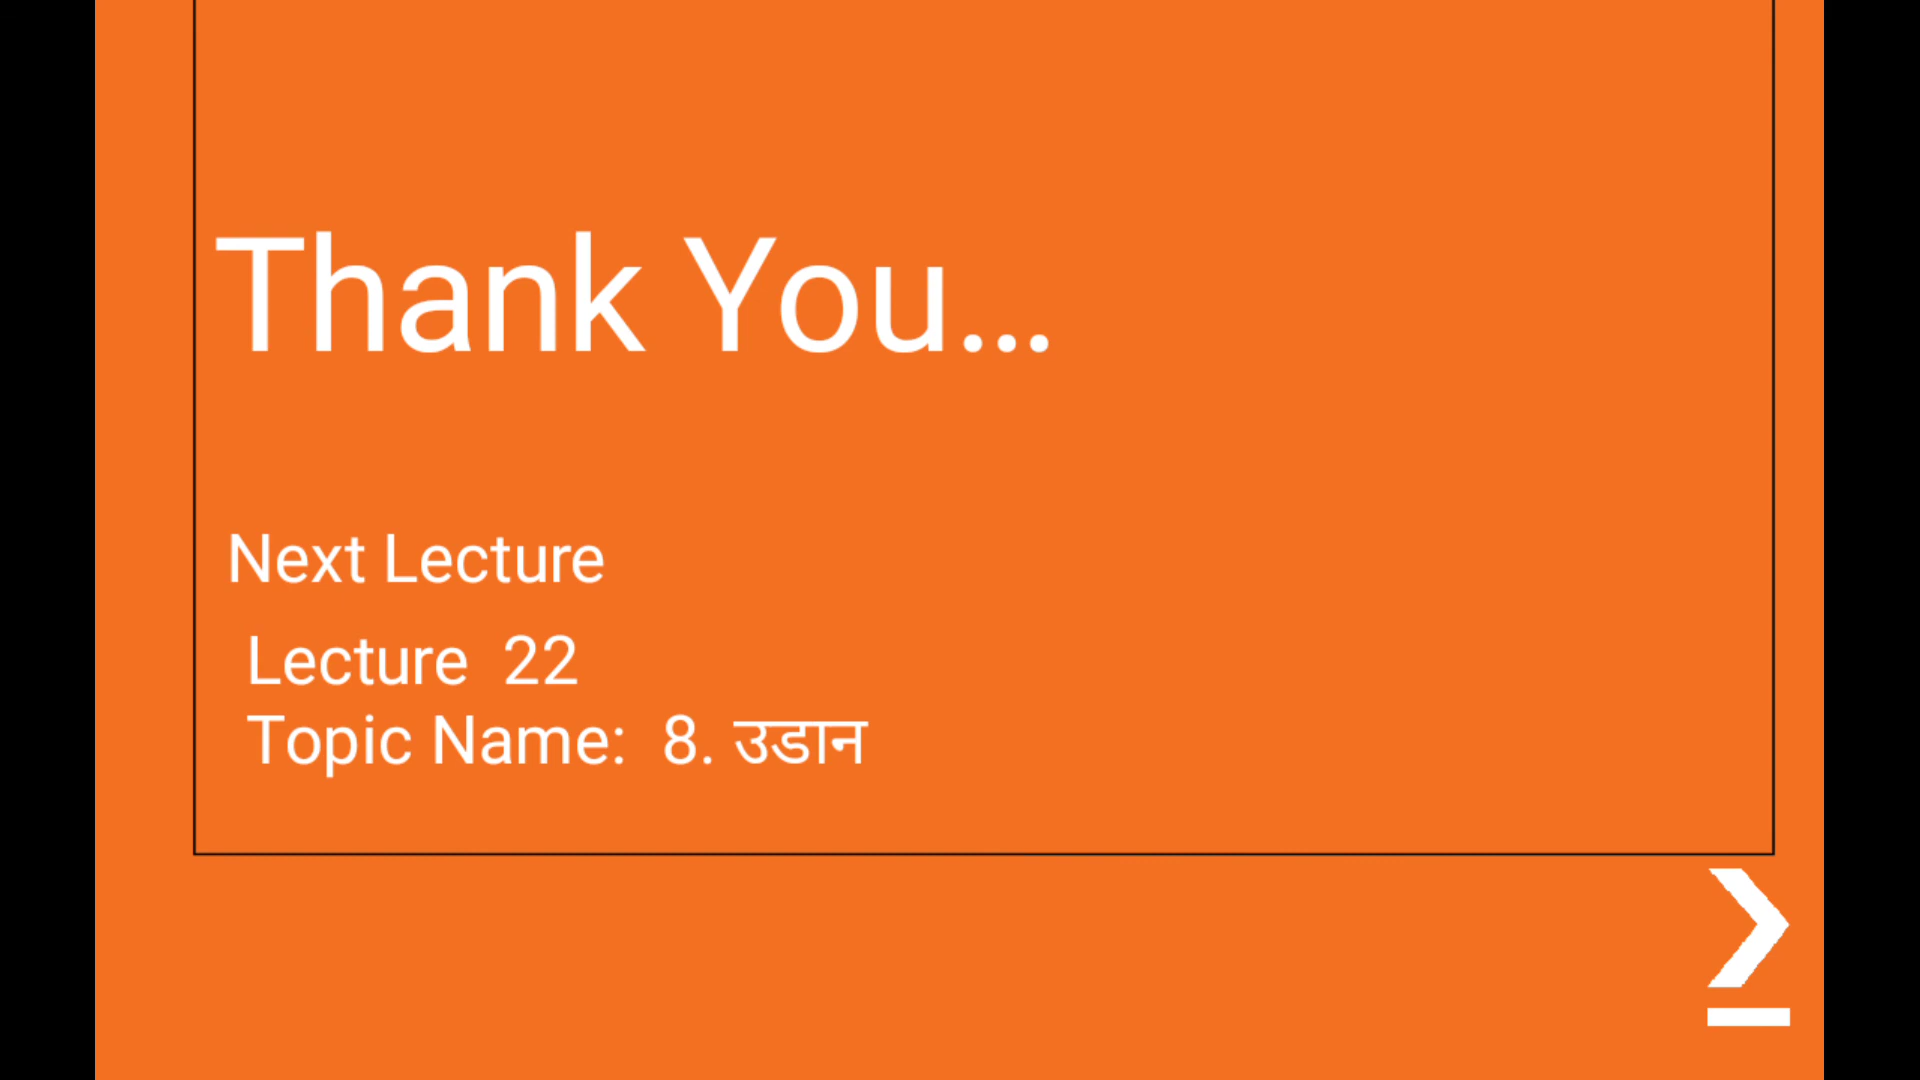 Thank You...
Next Lecture
Lecture 22
Topic Name: 8. उडान